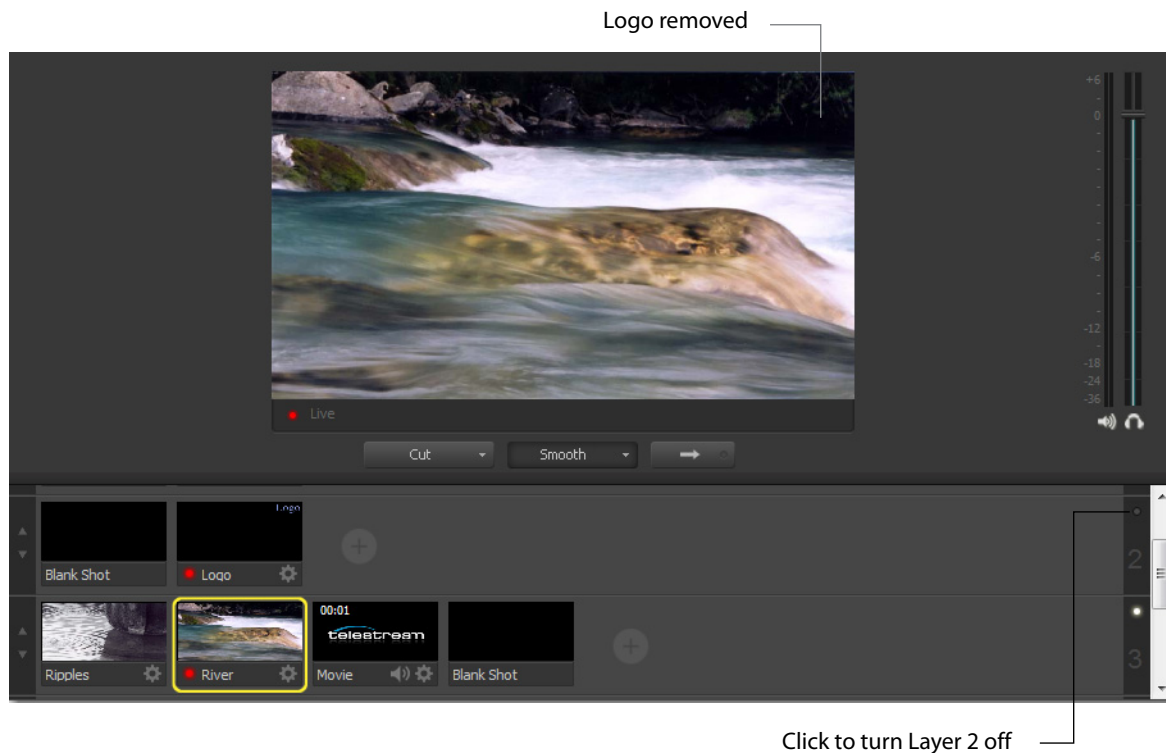 Logo removed
+6
0
-6
-12
-18
-24
-36
Live
Cut
Smooth
Logo
Blank Shot
Logo
2
00:01
telestream
Ripples
River
Movie
Blank Shot
3
Click to turn Layer 2 off